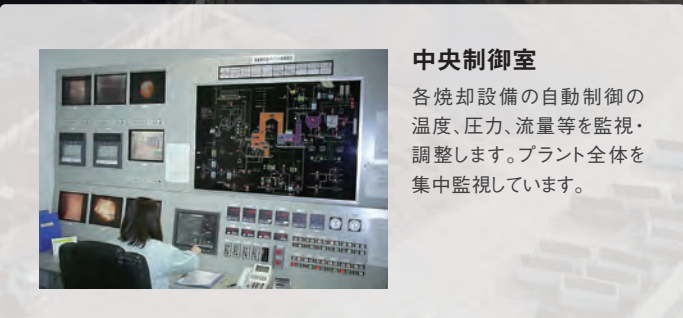 中央制御室
各焼却設備の自動制御の
温度、圧力、流量等を監視・
調整します。プラント全体を
集中監視しています。